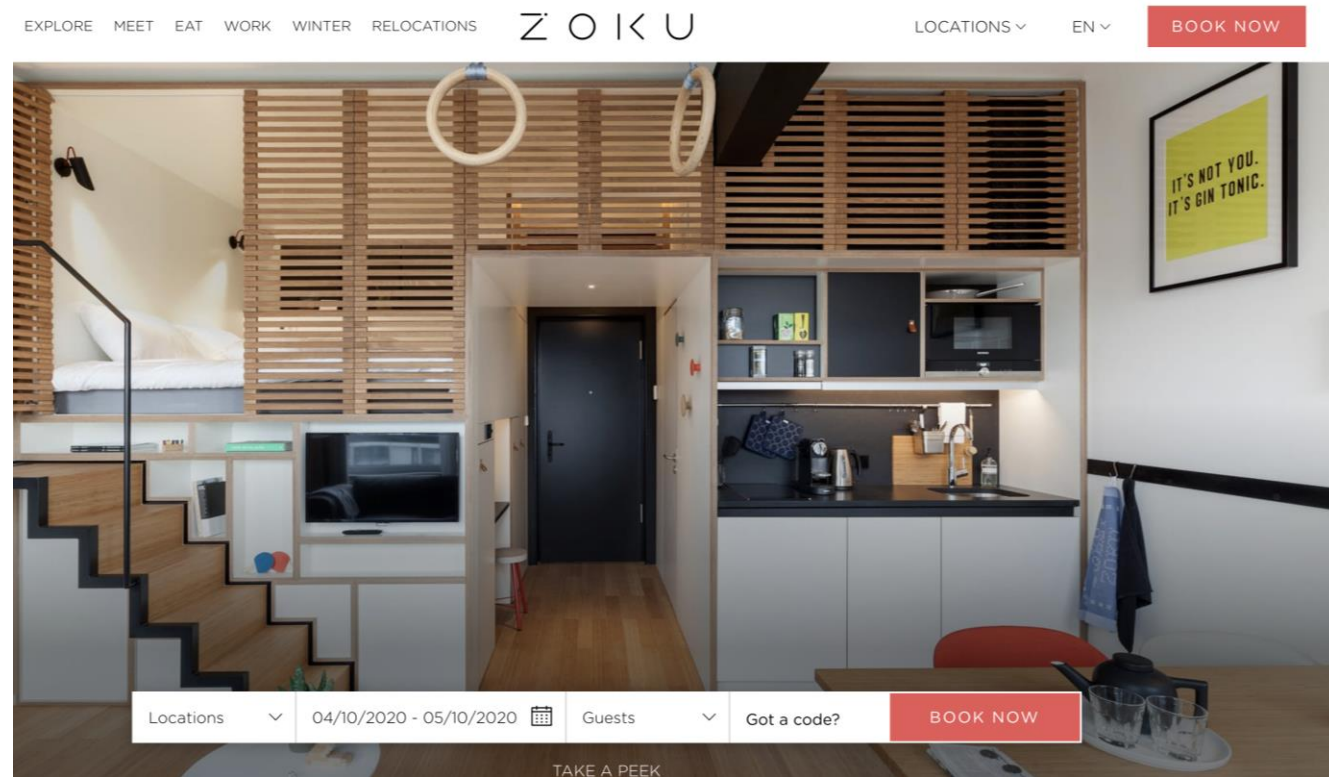 EXPLORE MEET EAT WORK WINTER RELOCATIONS ZOKU LOCATIONS EN BOOK NOW
IT'S NOT YOU.
IT'S GIN TONIC.
Locations 04/10/2020 - 05/10/2020 Guests Got a code? BOOK NOW
TAKE A PEEK